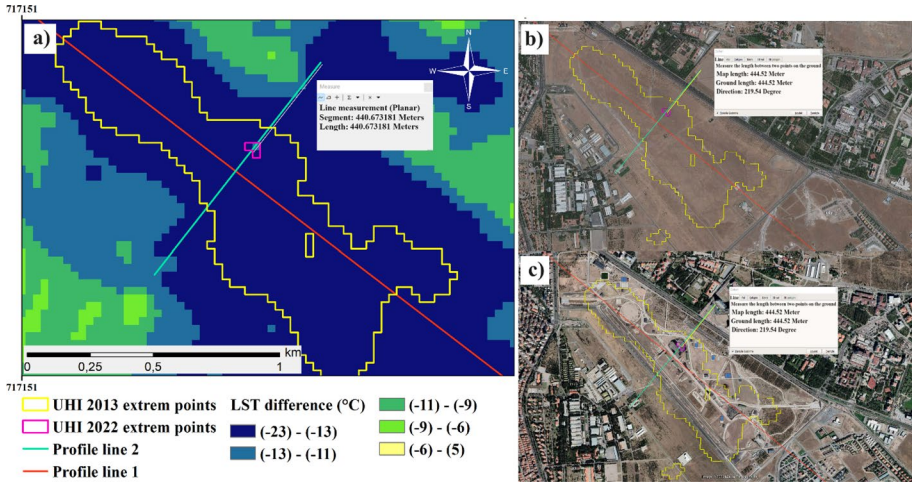 717151
a)
N
W
E
S
Measure
Line measurement (Planar)
Segment: 440.673181 Meters
Length: 440.673181 Meters
km
0
0,25
0,5
1
717151
b)
Line
Measure the length between two points on the ground
Map length: 444.52 Meter
Ground length: 444.52 Meter
Direction: 219.54 Degree
c)
Line
Measure the length between two points on the ground
Map length: 444.52 Meter
Ground length: 444.52 Meter
Direction: 219.54 Degree
UHI 2013 extrem points
UHI 2022 extrem points
Profile line 2
Profile line 1
LST difference (°C)
(-23) - (-13)
(-13) - (-11)
(-11) - (-9)
(-9) - (-6)
(-6) - (5)